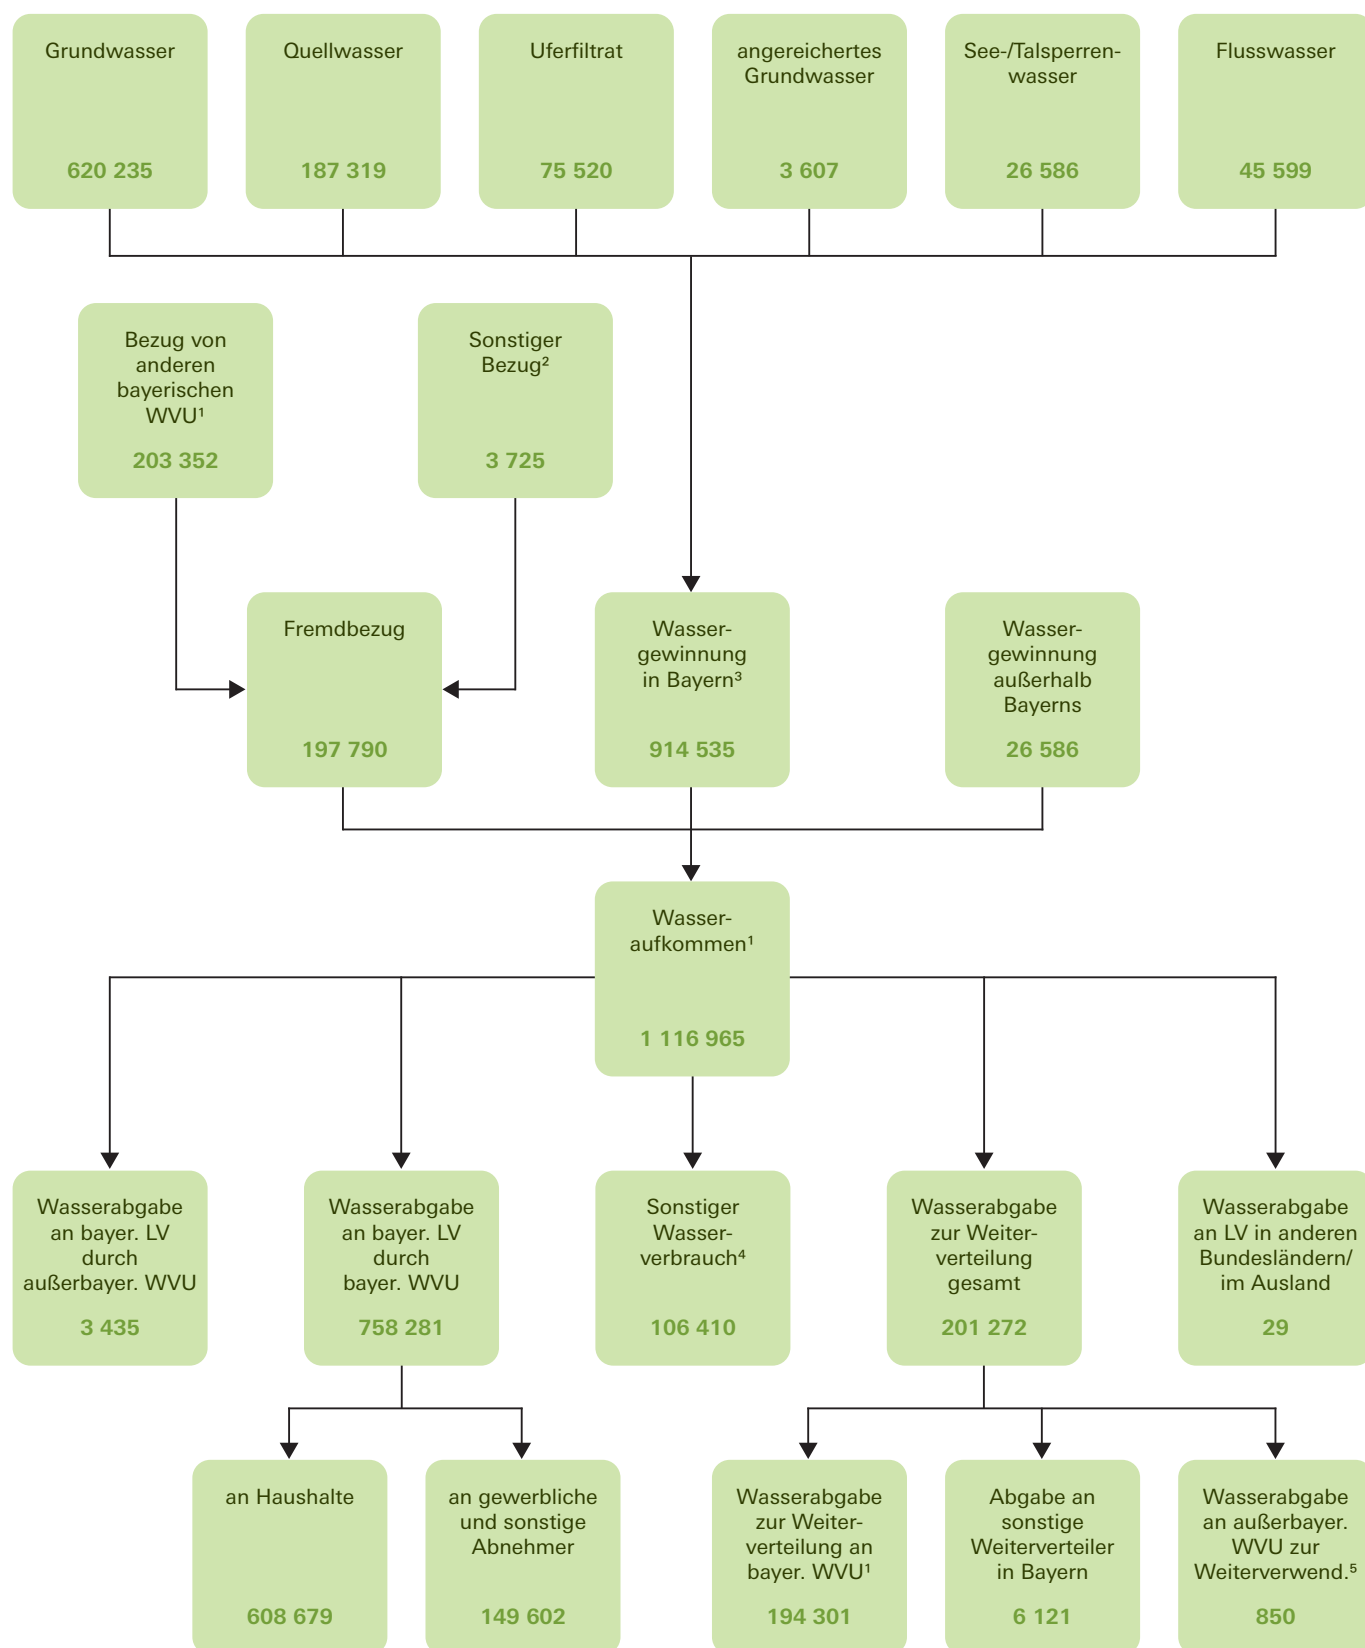 Grundwasser
620 235
Quellwasser
187 319
Uferfiltrat
75 520
angereichertes
Grundwasser
3 607
See-/Talsperren-
wasser
26 586
Flusswasser
45 599
Bezug von
anderen
bayerischen
WVU¹
203 352
Sonstiger
Bezug²
3 725
Fremdbezug
197 790
Wasser-
gewinnung
in Bayern³
914 535
Wasser-
gewinnung
außerhalb
Bayerns
26 586
Wasser-
aufkommen¹
1 116 965
Wasserabgabe
an bayer. LV
durch
außerbayer. WVU
3 435
Wasserabgabe
an bayer. LV
durch
bayer. WVU
758 281
Sonstiger
Wasser-
verbrauch⁴
106 410
Wasserabgabe
zur Weiter-
verteilung
gesamt
201 272
Wasserabgabe
an LV in anderen
Bundesländern/
im Ausland
29
an Haushalte
608 679
an gewerbliche
und sonstige
Abnehmer
149 602
Wasserabgabe
zur Weiter-
verteilung an
bayer. WVU¹
194 301
Abgabe an
sonstige
Weiterverteiler
in Bayern
6 121
Wasserabgabe
an außerbayer.
WVU zur
Weiterverwend.⁵
850